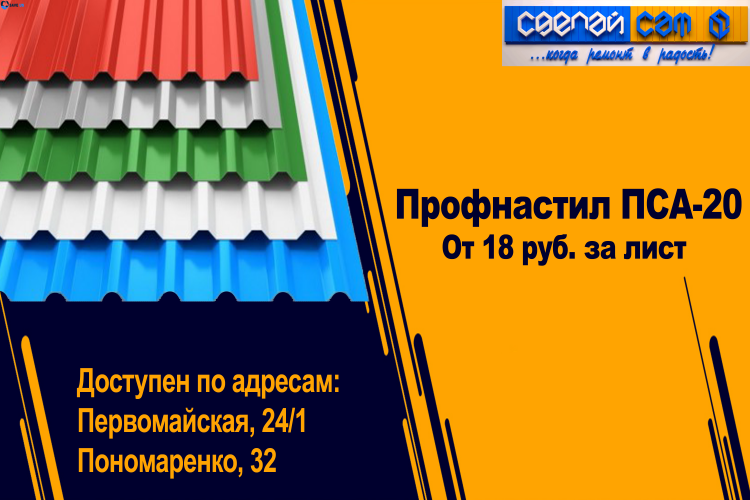 СДЕЛАЙ САМ
...когда ремонт в радость!
Профнастил ПСА-20
От 18 руб. за лист
Доступен по адресам:
Первомайская, 24/1
Пономаренко, 32